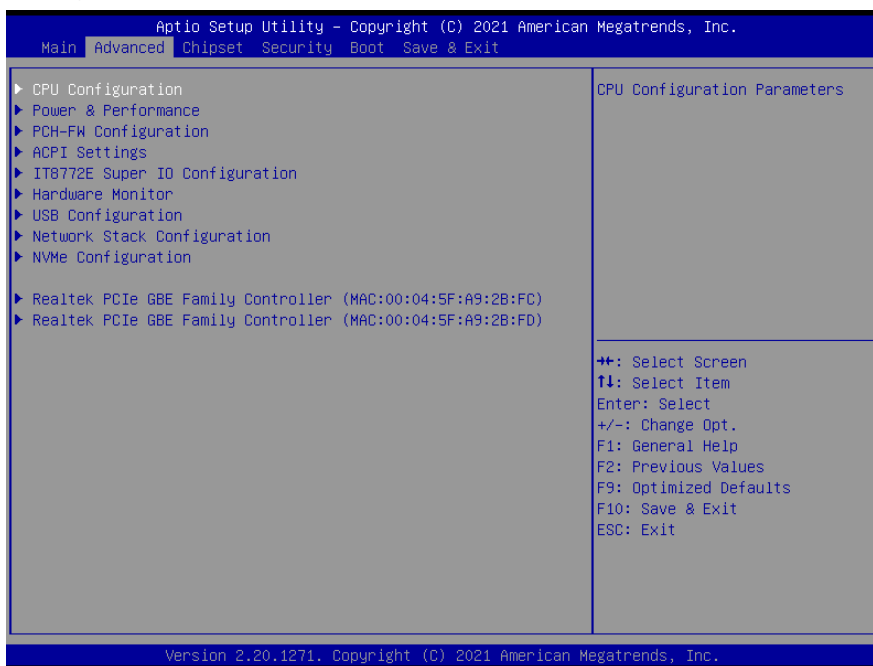 Aptio Setup Utility – Copyright (C) 2021 American Megatrends, Inc.
Main Advanced Chipset Security Boot Save & Exit
▶ CPU Configuration
▶ Power & Performance
▶ PCH-FW Configuration
▶ ACPI Settings
▶ IT8772E Super IO Configuration
▶ Hardware Monitor
▶ USB Configuration
▶ Network Stack Configuration
▶ NVMe Configuration
▶ Realtek PCIe GBE Family Controller (MAC:00:04:5F:A9:2B:FC)
▶ Realtek PCIe GBE Family Controller (MAC:00:04:5F:A9:2B:FD)
CPU Configuration Parameters
→←: Select Screen
↑↓: Select Item
Enter: Select
+/-: Change Opt.
F1: General Help
F2: Previous Values
F9: Optimized Defaults
F10: Save & Exit
ESC: Exit
Version 2.20.1271. Copyright (C) 2021 American Megatrends, Inc.